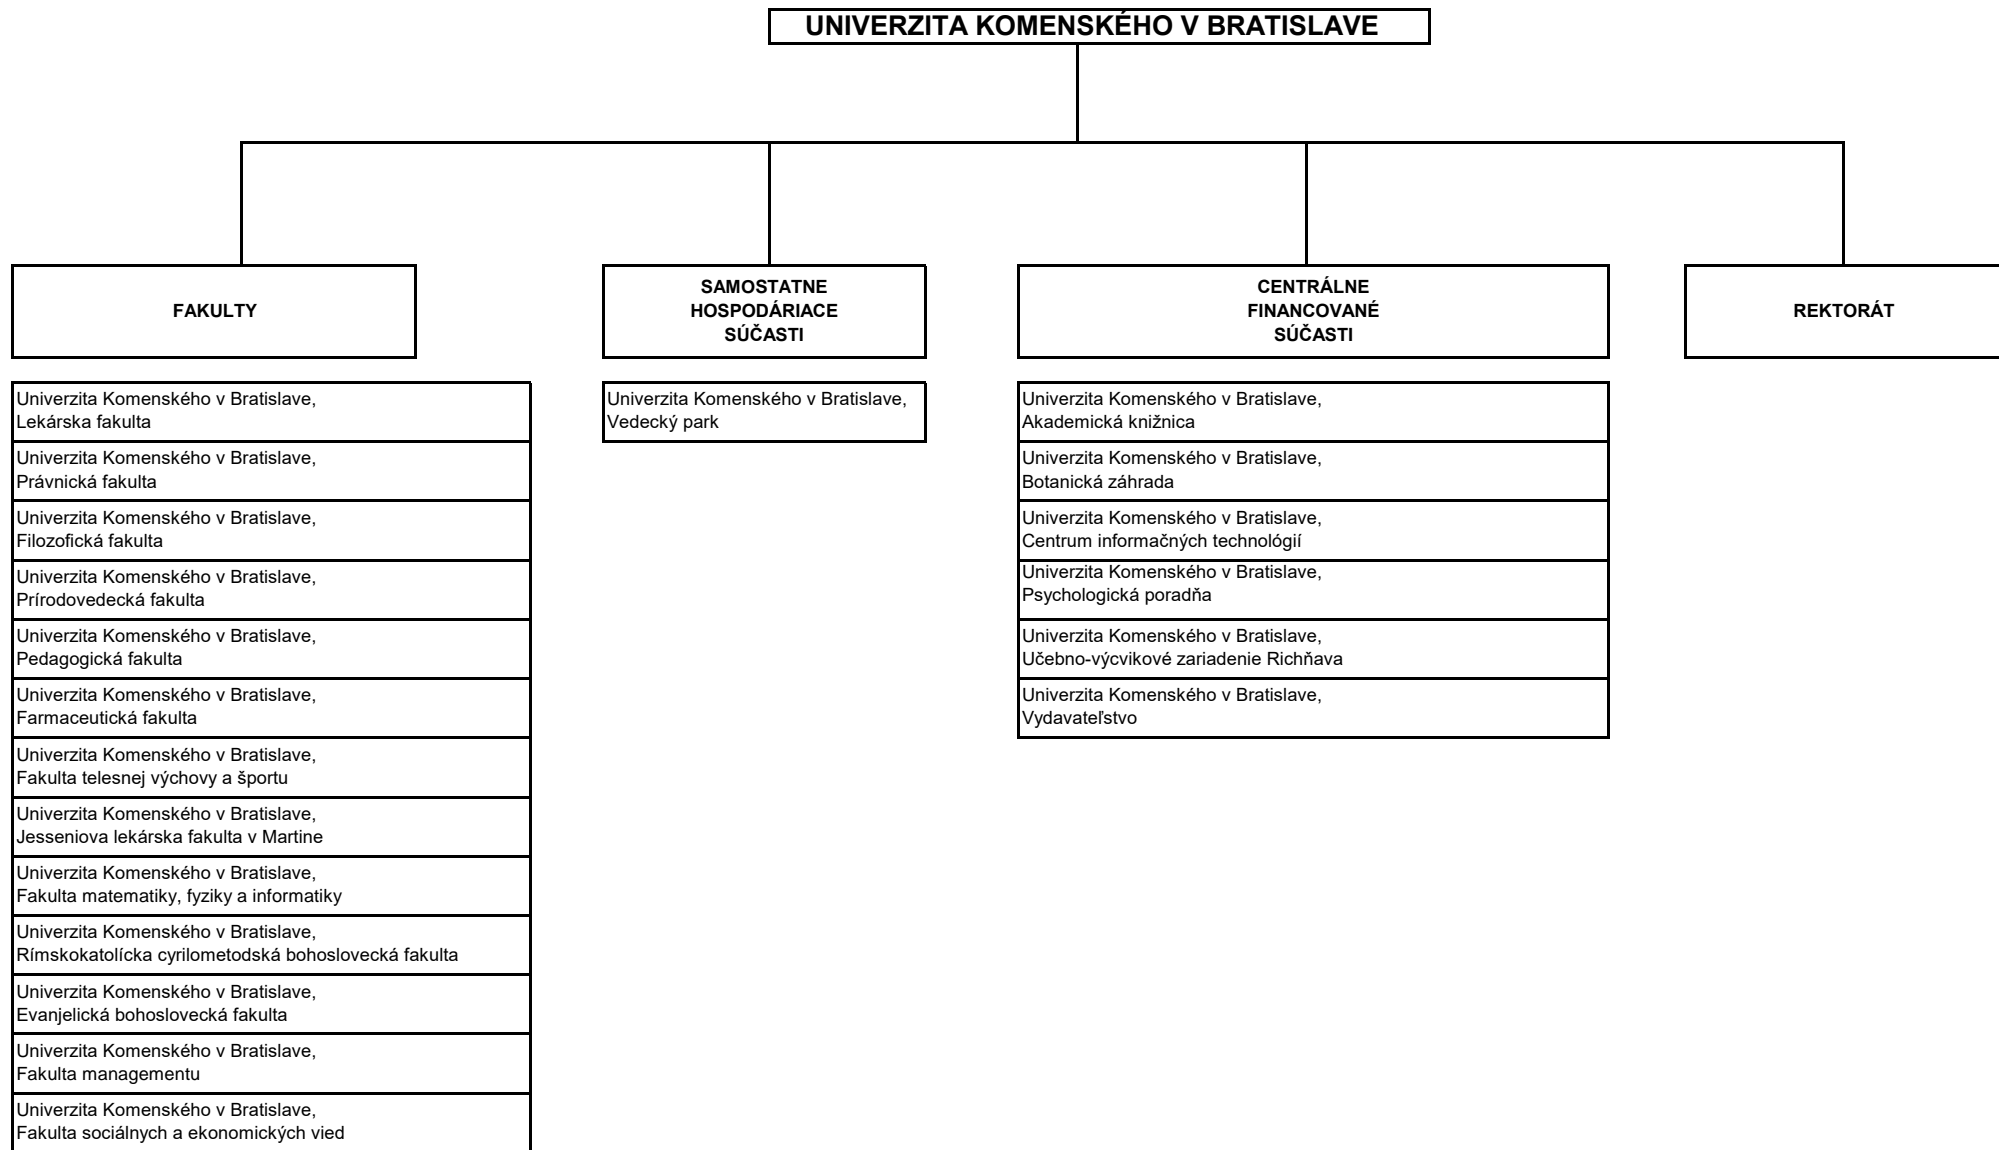 UNIVERZITA KOMENSKÉHO V BRATISLAVE
FAKULTY
SAMOSTATNE
HOSPODÁRIACE
SÚČASTI
CENTRÁLNE
FINANCOVANÉ
SÚČASTI
REKTORÁT
Univerzita Komenského v Bratislave,
Lekárska fakulta
Univerzita Komenského v Bratislave,
Právnická fakulta
Univerzita Komenského v Bratislave,
Filozofická fakulta
Univerzita Komenského v Bratislave,
Prírodovedecká fakulta
Univerzita Komenského v Bratislave,
Pedagogická fakulta
Univerzita Komenského v Bratislave,
Farmaceutická fakulta
Univerzita Komenského v Bratislave,
Fakulta telesnej výchovy a športu
Univerzita Komenského v Bratislave,
Jesseniova lekárska fakulta v Martine
Univerzita Komenského v Bratislave,
Fakulta matematiky, fyziky a informatiky
Univerzita Komenského v Bratislave,
Rímskokatolícka cyrilometodská bohoslovecká fakulta
Univerzita Komenského v Bratislave,
Evanjelická bohoslovecká fakulta
Univerzita Komenského v Bratislave,
Fakulta managementu
Univerzita Komenského v Bratislave,
Fakulta sociálnych a ekonomických vied
Univerzita Komenského v Bratislave,
Vedecký park
Univerzita Komenského v Bratislave,
Akademická knižnica
Univerzita Komenského v Bratislave,
Botanická záhrada
Univerzita Komenského v Bratislave,
Centrum informačných technológií
Univerzita Komenského v Bratislave,
Psychologická poradňa
Univerzita Komenského v Bratislave,
Učebno-výcvikové zariadenie Richňava
Univerzita Komenského v Bratislave,
Vydavateľstvo